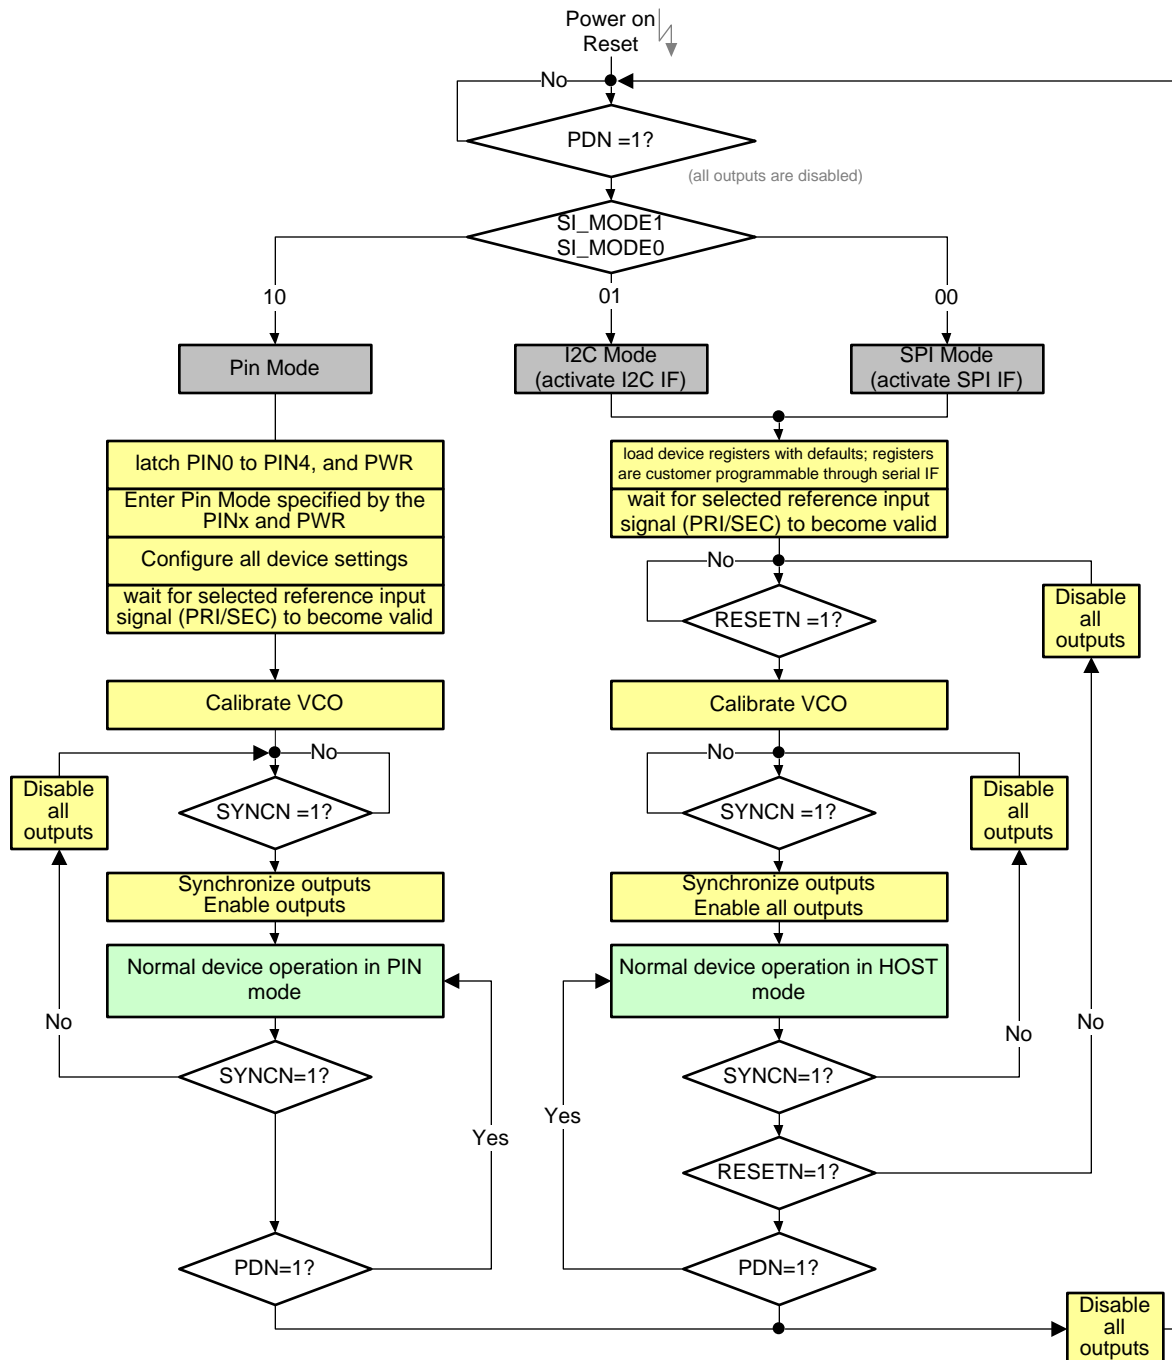 Power on
Reset
No
PDN =1?
(all outputs are disabled)
SI_MODE1
SI_MODE0
10
01
00
Pin Mode
I2C Mode
(activate I2C IF)
SPI Mode
(activate SPI IF)
latch PIN0 to PIN4, and PWR
Enter Pin Mode specified by the
PINx and PWR
Configure all device settings
wait for selected reference input
signal (PRI/SEC) to become valid
load device registers with defaults; registers
are customer programmable through serial IF
wait for selected reference input
signal (PRI/SEC) to become valid
No
RESETN =1?
Disable
all
outputs
Calibrate VCO
Calibrate VCO
No
No
Disable
all
outputs
SYNCN =1?
SYNCN =1?
Disable
all
outputs
Synchronize outputs
Enable outputs
Synchronize outputs
Enable all outputs
Normal device operation in PIN
mode
Normal device operation in HOST
mode
No
No
No
SYNCN=1?
SYNCN=1?
Yes
Yes
RESETN=1?
PDN=1?
PDN=1?
Disable
all
outputs